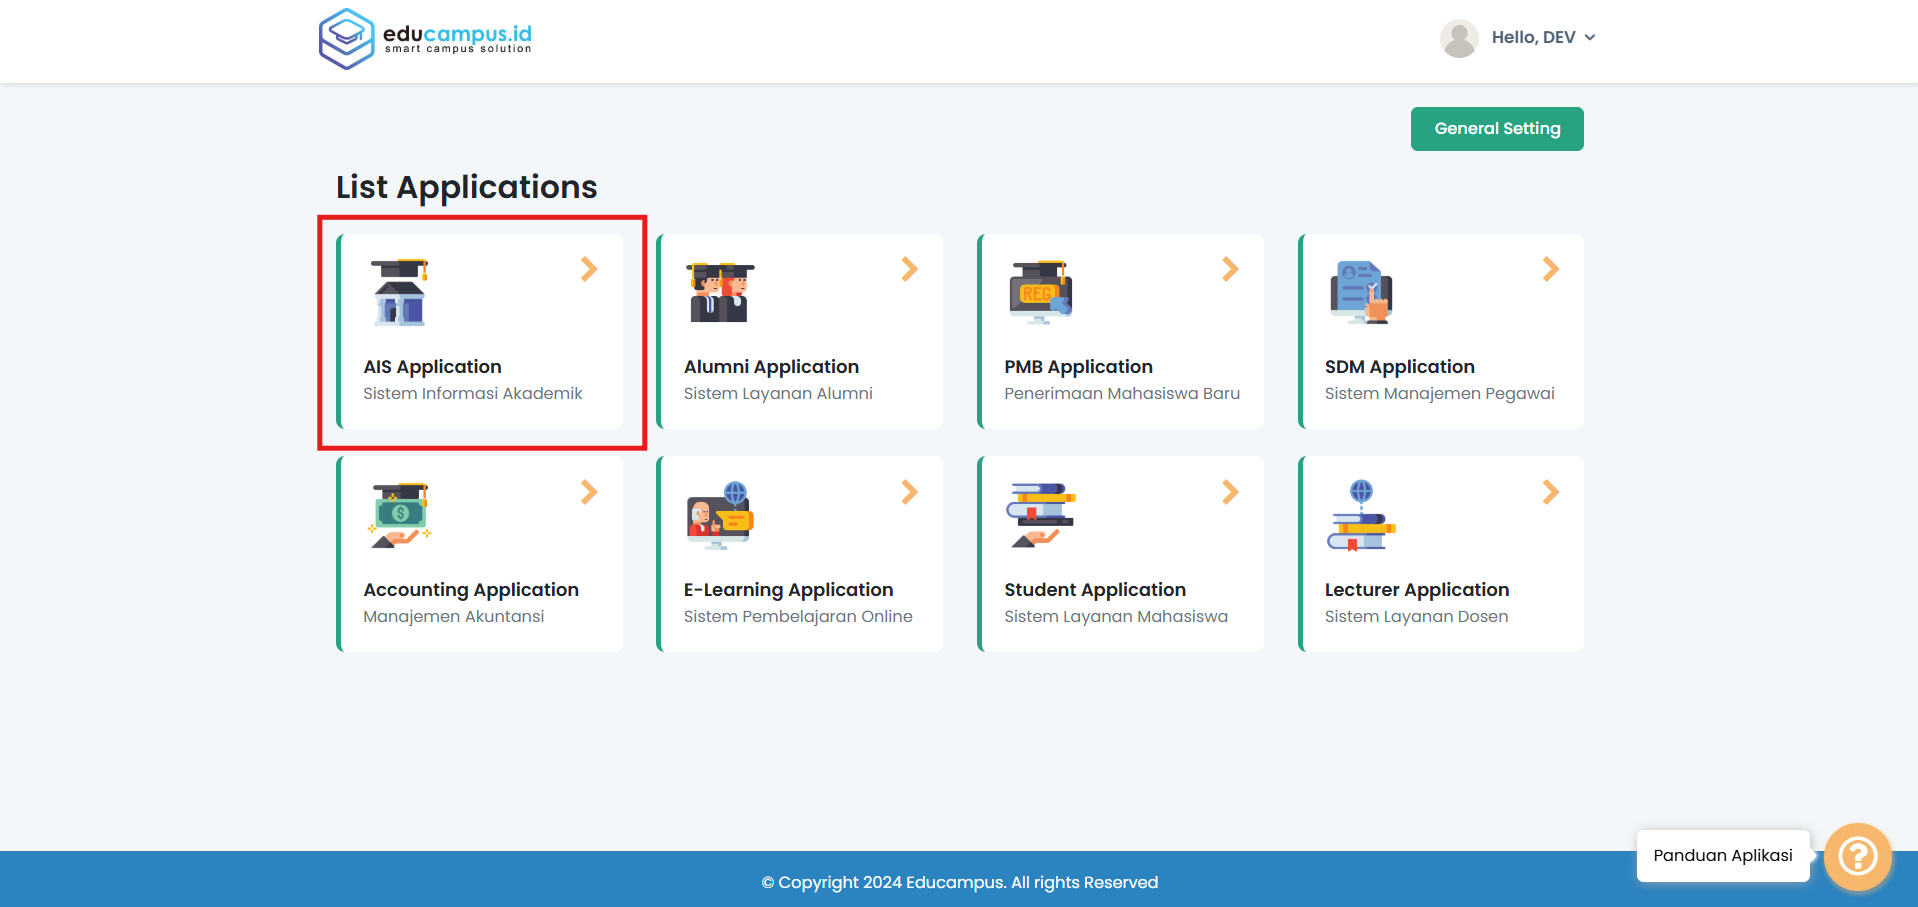 educampus.id
smart campus solution
Hello, DEV
General Setting
List Applications
AIS Application
Sistem Informasi Akademik
Alumni Application
Sistem Layanan Alumni
REG
PMB Application
Penerimaan Mahasiswa Baru
SDM Application
Sistem Manajemen Pegawai
$
Accounting Application
Manajemen Akuntansi
E-Learning Application
Sistem Pembelajaran Online
Student Application
Sistem Layanan Mahasiswa
Lecturer Application
Sistem Layanan Dosen
Panduan Aplikasi
?
© Copyright 2024 Educampus. All rights Reserved